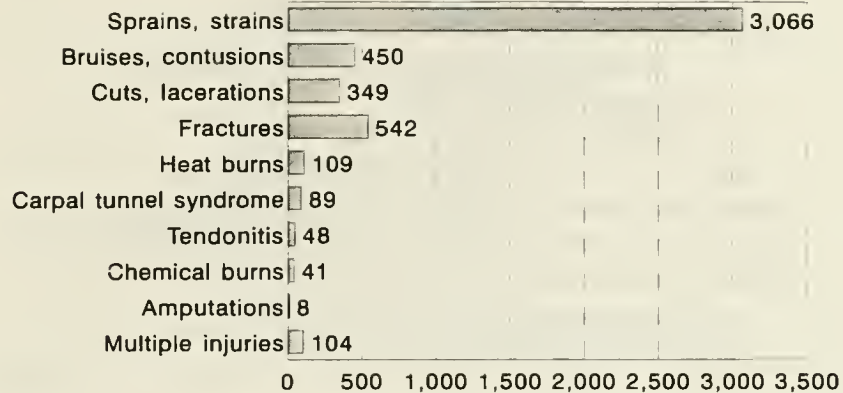 Sprains, strains 3,066
Bruises, contusions 450
Cuts, lacerations 349
Fractures 542
Heat burns 109
Carpal tunnel syndrome 89
Tendonitis 48
Chemical burns 41
Amputations 8
Multiple injuries 104
0 500 1,000 1,500 2,000 2,500 3,000 3,500